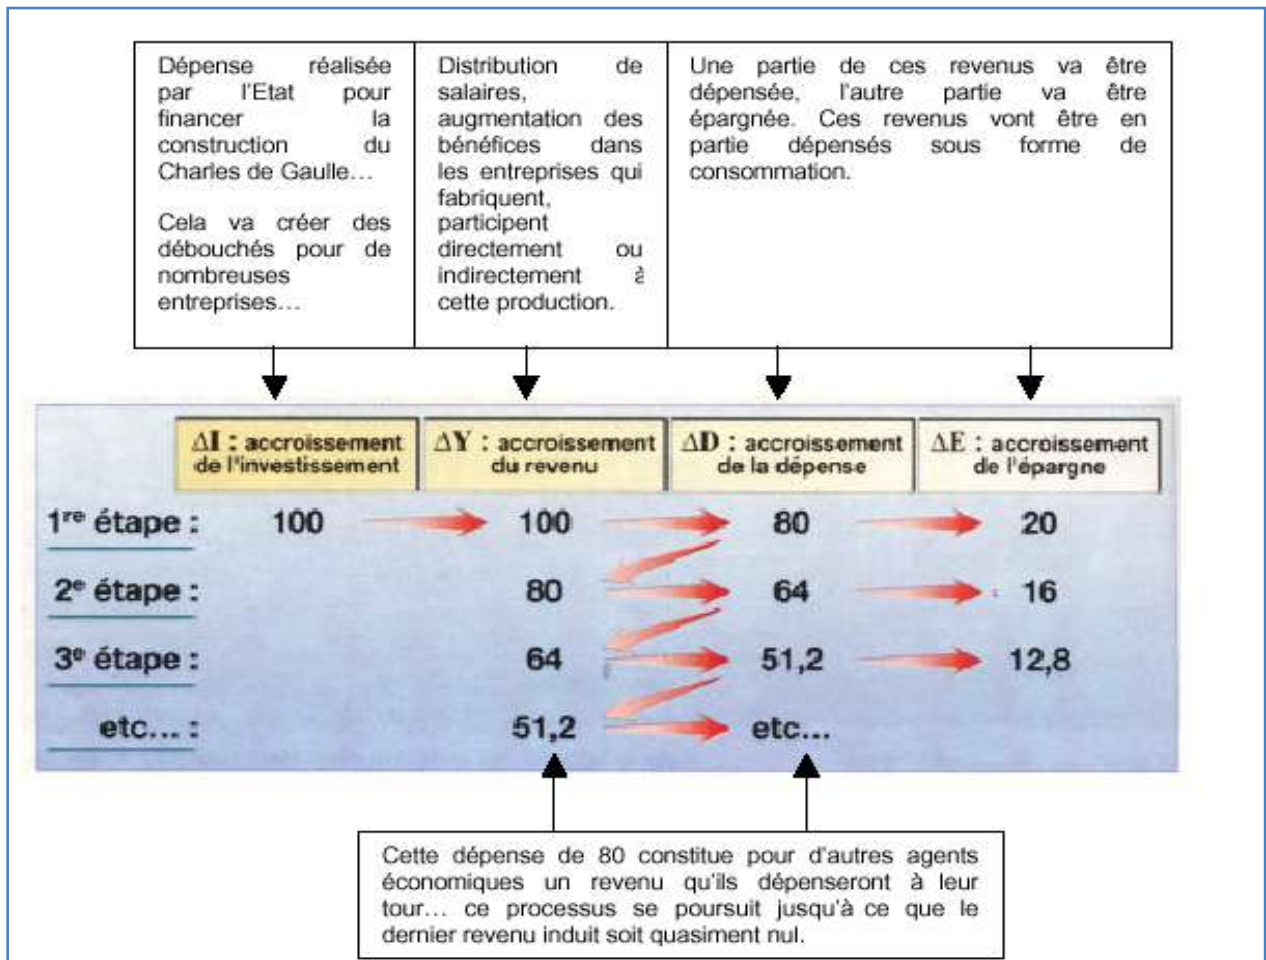 Dépense réalisée
par l'Etat pour
financer la
construction du
Charles de Gaulle…
Cela va créer des
débouchés pour de
nombreuses
entreprises…
Distribution de
salaires,
augmentation des
bénéfices dans
les entreprises qui
fabriquent,
participent
directement ou
indirectement à
cette production.
Une partie de ces revenus va être
dépensée, l'autre partie va être
épargnée. Ces revenus vont être en
partie dépensés sous forme de
consommation.
ΔI : accroissement
de l'investissement
ΔY : accroissement
du revenu
ΔD : accroissement
de la dépense
ΔE : accroissement
de l'épargne
1re étape : 100 100 80 20
2e étape : 80 64 16
3e étape : 64 51,2 12,8
etc... : 51,2 etc...
Cette dépense de 80 constitue pour d'autres agents
économiques un revenu qu'ils dépenseront à leur
tour… ce processus se poursuit jusqu'à ce que le
dernier revenu induit soit quasiment nul.